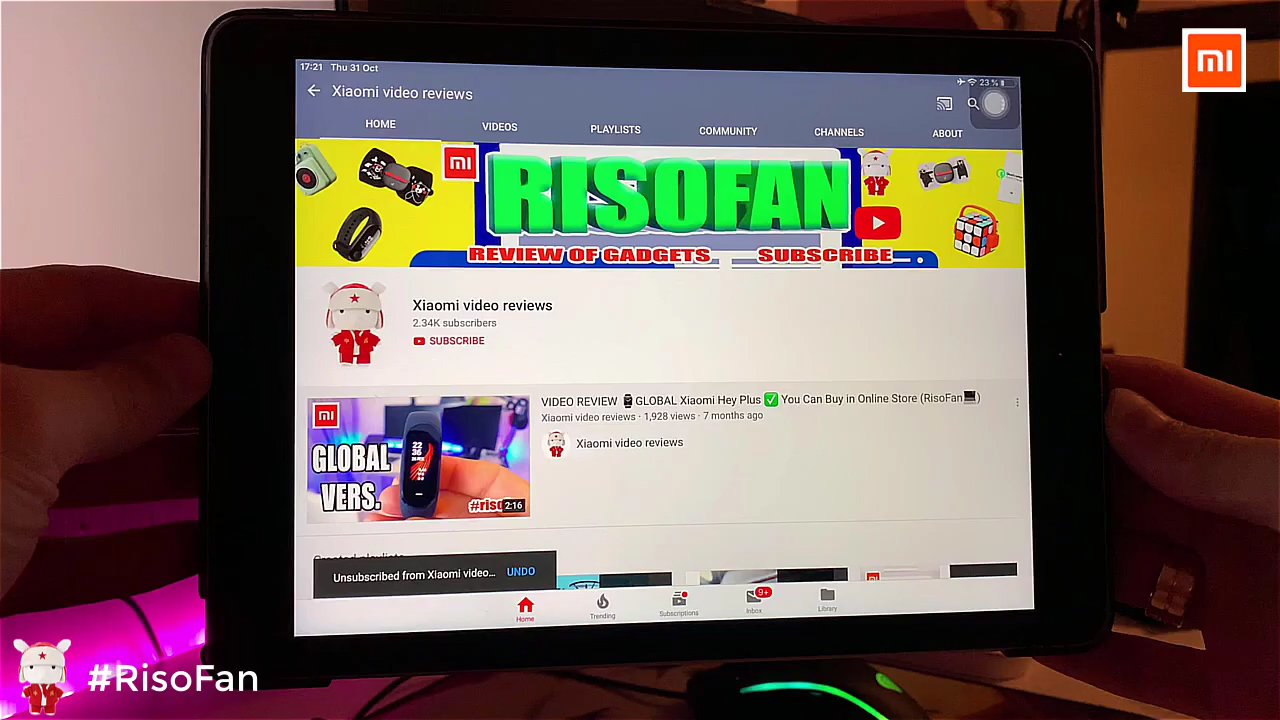 mi
17:21 Thu 31 Oct
23 %
Xiaomi video reviews
HOME VIDEOS PLAYLISTS COMMUNITY CHANNELS ABOUT
mi
RISOFAN
REVIEW OF GADGETS SUBSCRIBE
Xiaomi video reviews
2.34K subscribers
SUBSCRIBE
mi
GLOBAL
VERS.
#riso
2:16
VIDEO REVIEW ⌚GLOBAL Xiaomi Hey Plus ✅ You Can Buy in Online Store (RisoFan💻)
Xiaomi video reviews · 1,928 views · 7 months ago
Xiaomi video reviews
Created playlists
Unsubscribed from Xiaomi video... UNDO
mi
9+
Home Trending Subscriptions Inbox Library
#RisoFan